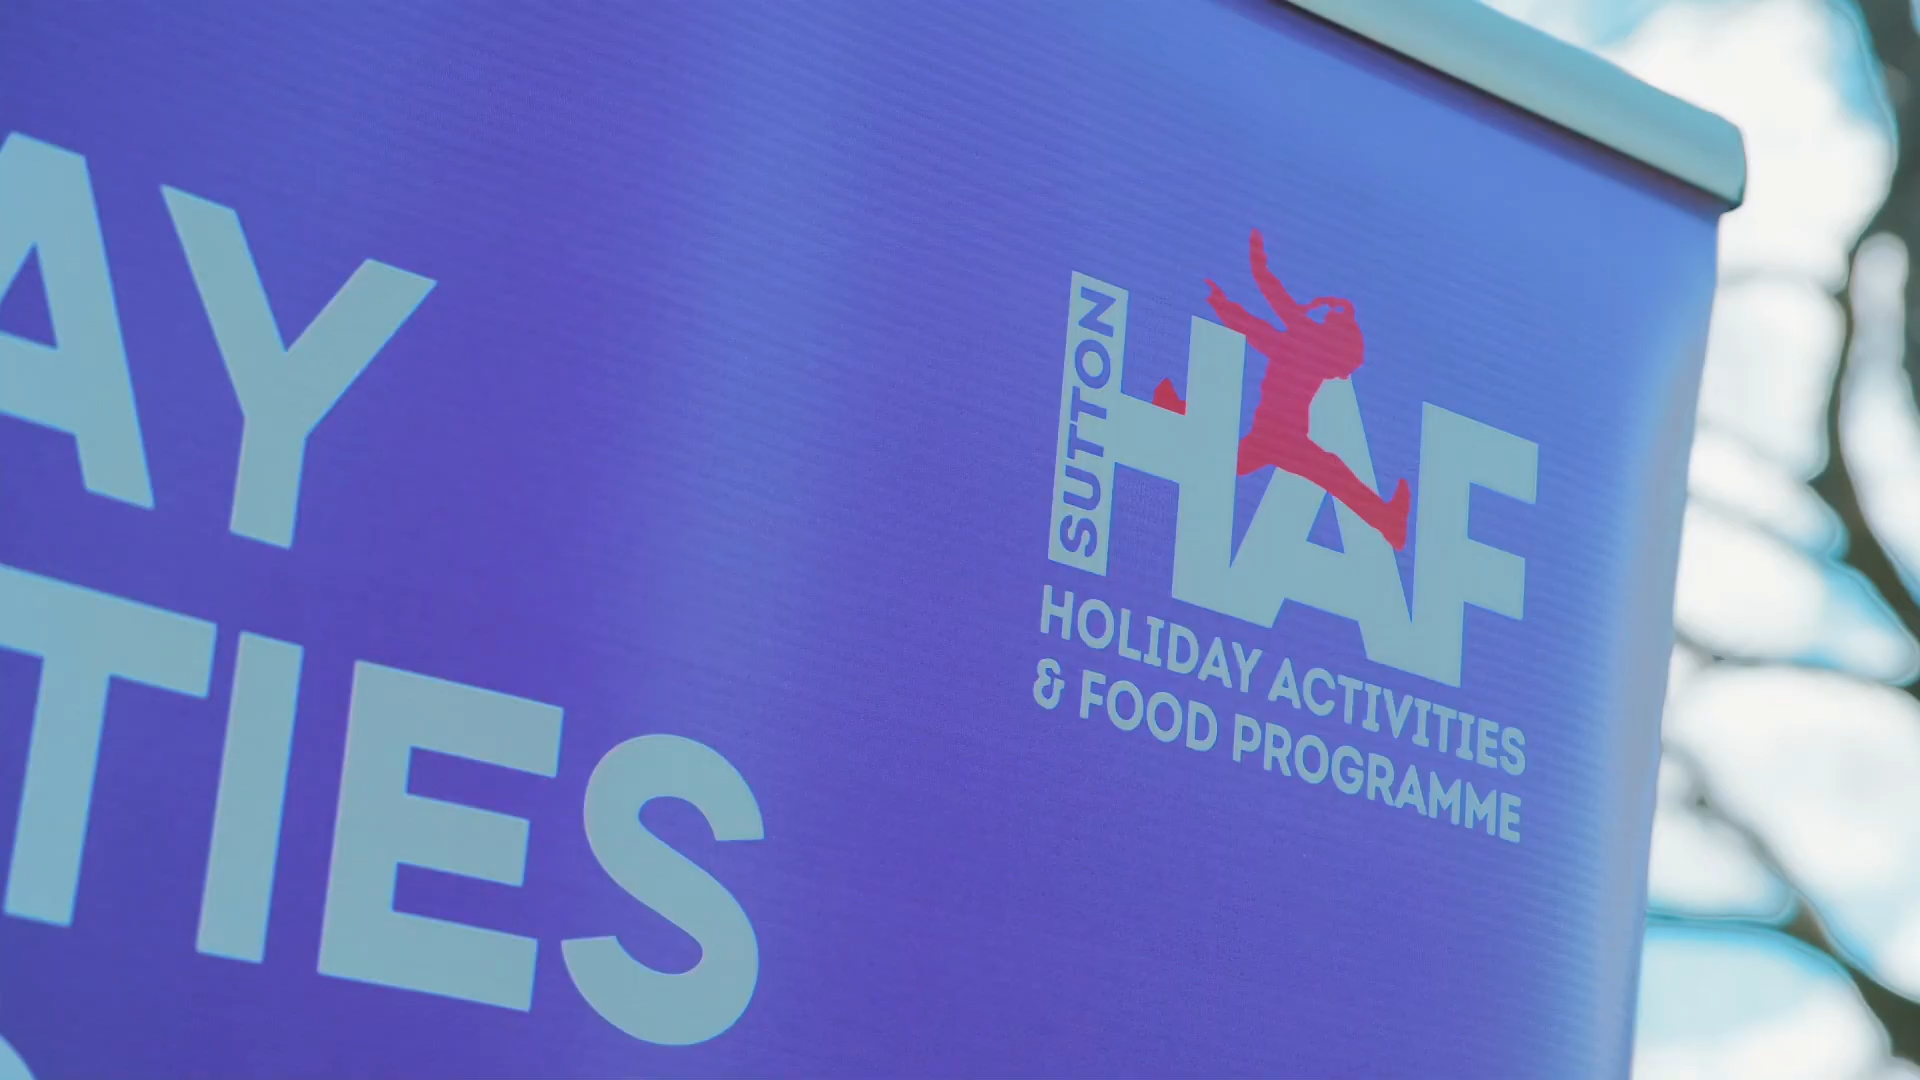 AY
TIES
SUTTON
HAF
HOLIDAY ACTIVITIES
& FOOD PROGRAMME